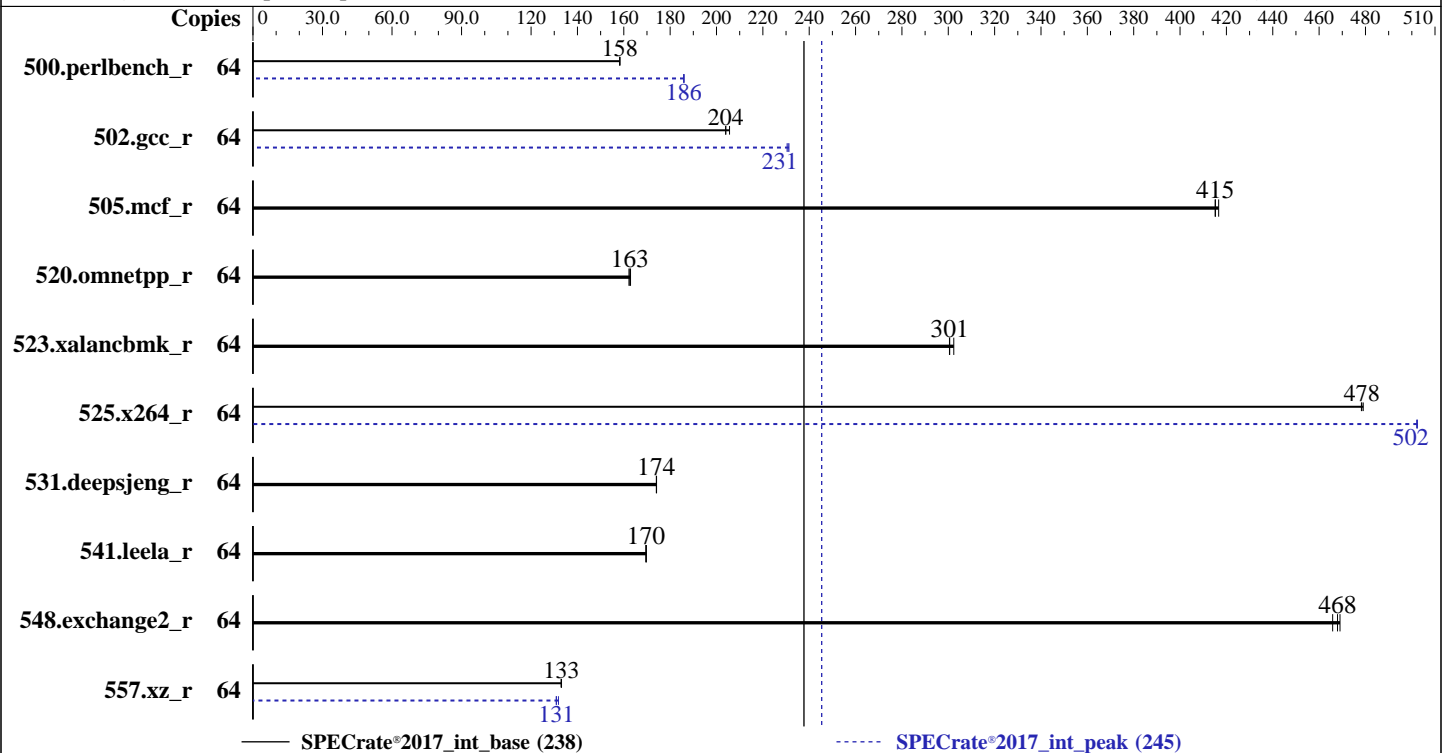 Copies 0 30.0 60.0 90.0 120 140 160 180 200 220 240 260 280 300 320 340 360 380 400 420 440 460 480 510
158
500.perlbench_r 64
186
204
502.gcc_r 64
231
415
505.mcf_r 64
163
520.omnetpp_r 64
301
523.xalancbmk_r 64
478
525.x264_r 64
502
174
531.deepsjeng_r 64
170
541.leela_r 64
468
548.exchange2_r 64
133
557.xz_r 64
131
SPECrate®2017_int_base (238) SPECrate®2017_int_peak (245)